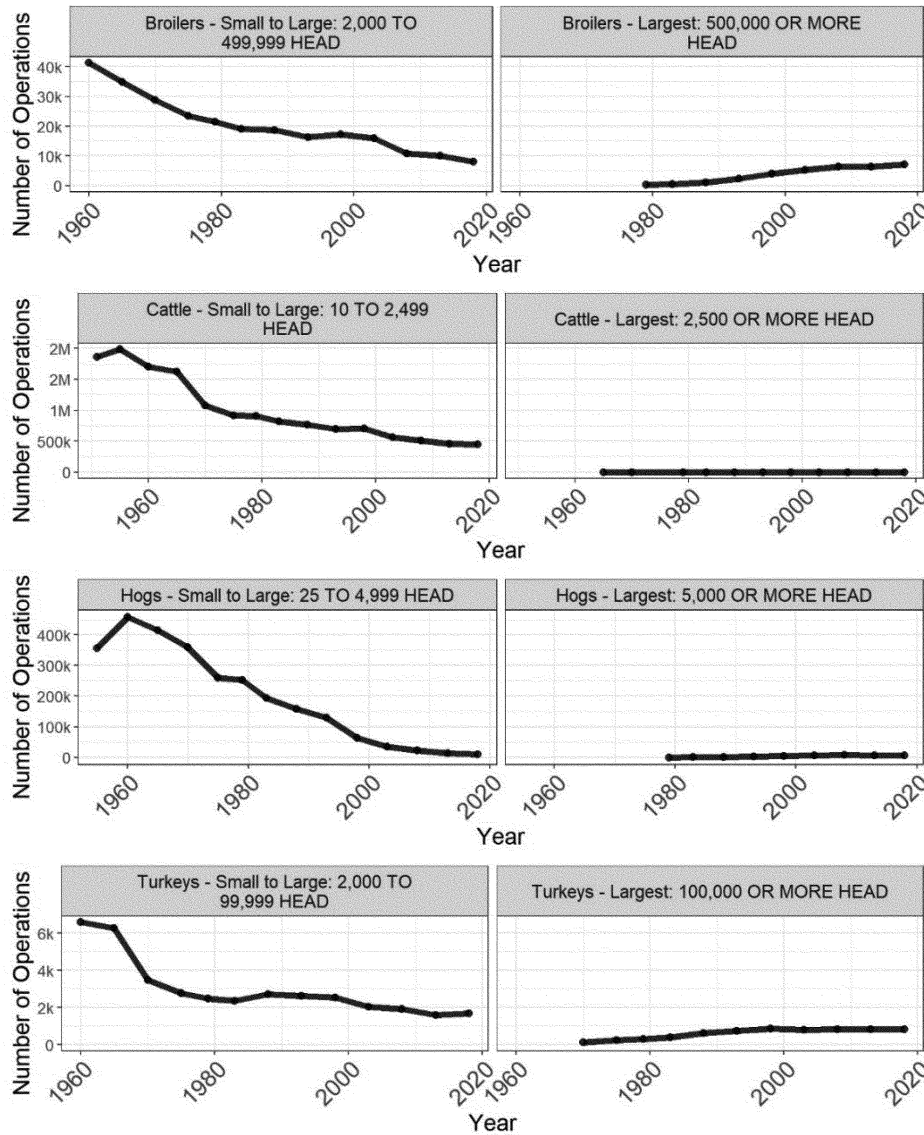 Broilers - Small to Large: 2,000 TO
499,999 HEAD
Broilers - Largest: 500,000 OR MORE
HEAD
Number of Operations
40k
30k
20k
10k
0
1960
1980
2000
2020
1960
1980
2000
2020
Year
Cattle - Small to Large: 10 TO 2,499
HEAD
Cattle - Largest: 2,500 OR MORE HEAD
Number of Operations
2M
2M
1M
500k
0
1960
1980
2000
2020
1960
1980
2000
2020
Year
Hogs - Small to Large: 25 TO 4,999 HEAD
Hogs - Largest: 5,000 OR MORE HEAD
Number of Operations
400k
300k
200k
100k
0
1960
1980
2000
2020
1960
1980
2000
2020
Year
Turkeys - Small to Large: 2,000 TO
99,999 HEAD
Turkeys - Largest: 100,000 OR MORE HEAD
Number of Operations
6k
4k
2k
0
1960
1980
2000
2020
1960
1980
2000
2020
Year